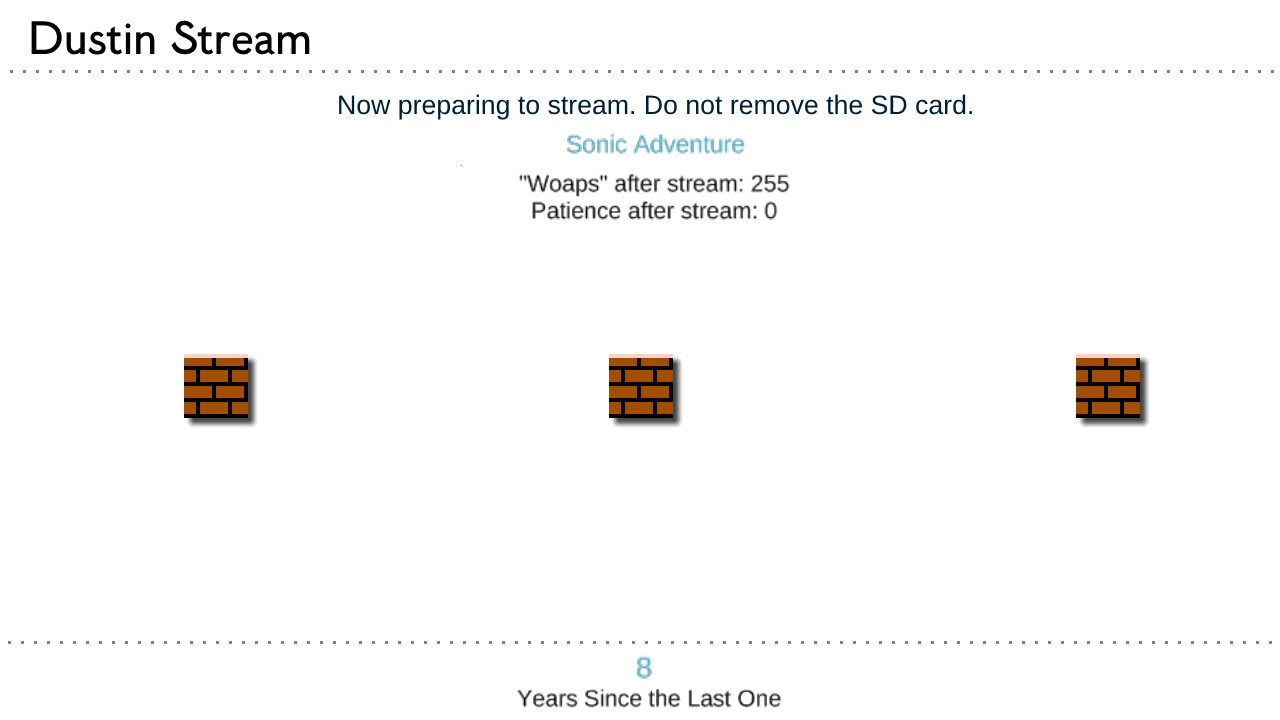 Dustin Stream
Now preparing to stream. Do not remove the SD card.
Sonic Adventure
"Woaps" after stream: 255
Patience after stream: 0
8
Years Since the Last One